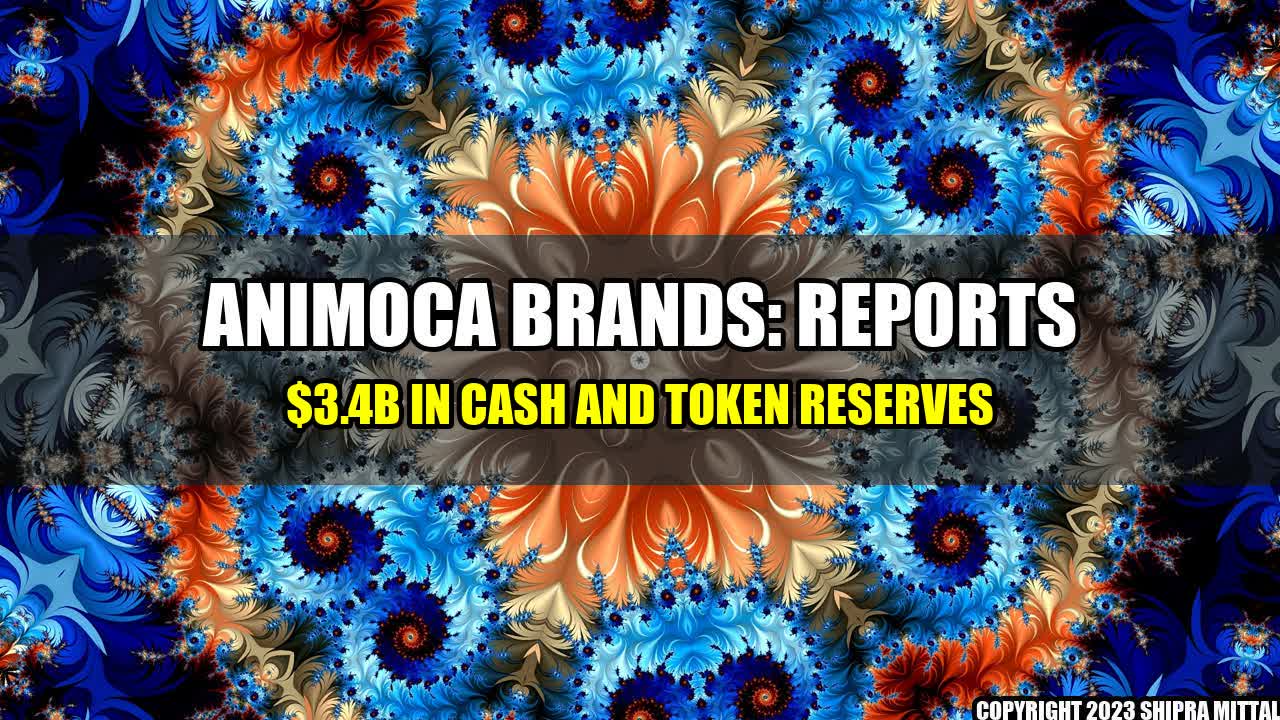 ANIMOCA BRANDS: REPORTS
$3.4B IN CASH AND TOKEN RESERVES
COPYRIGHT 2023 SHIPRA MITTAL